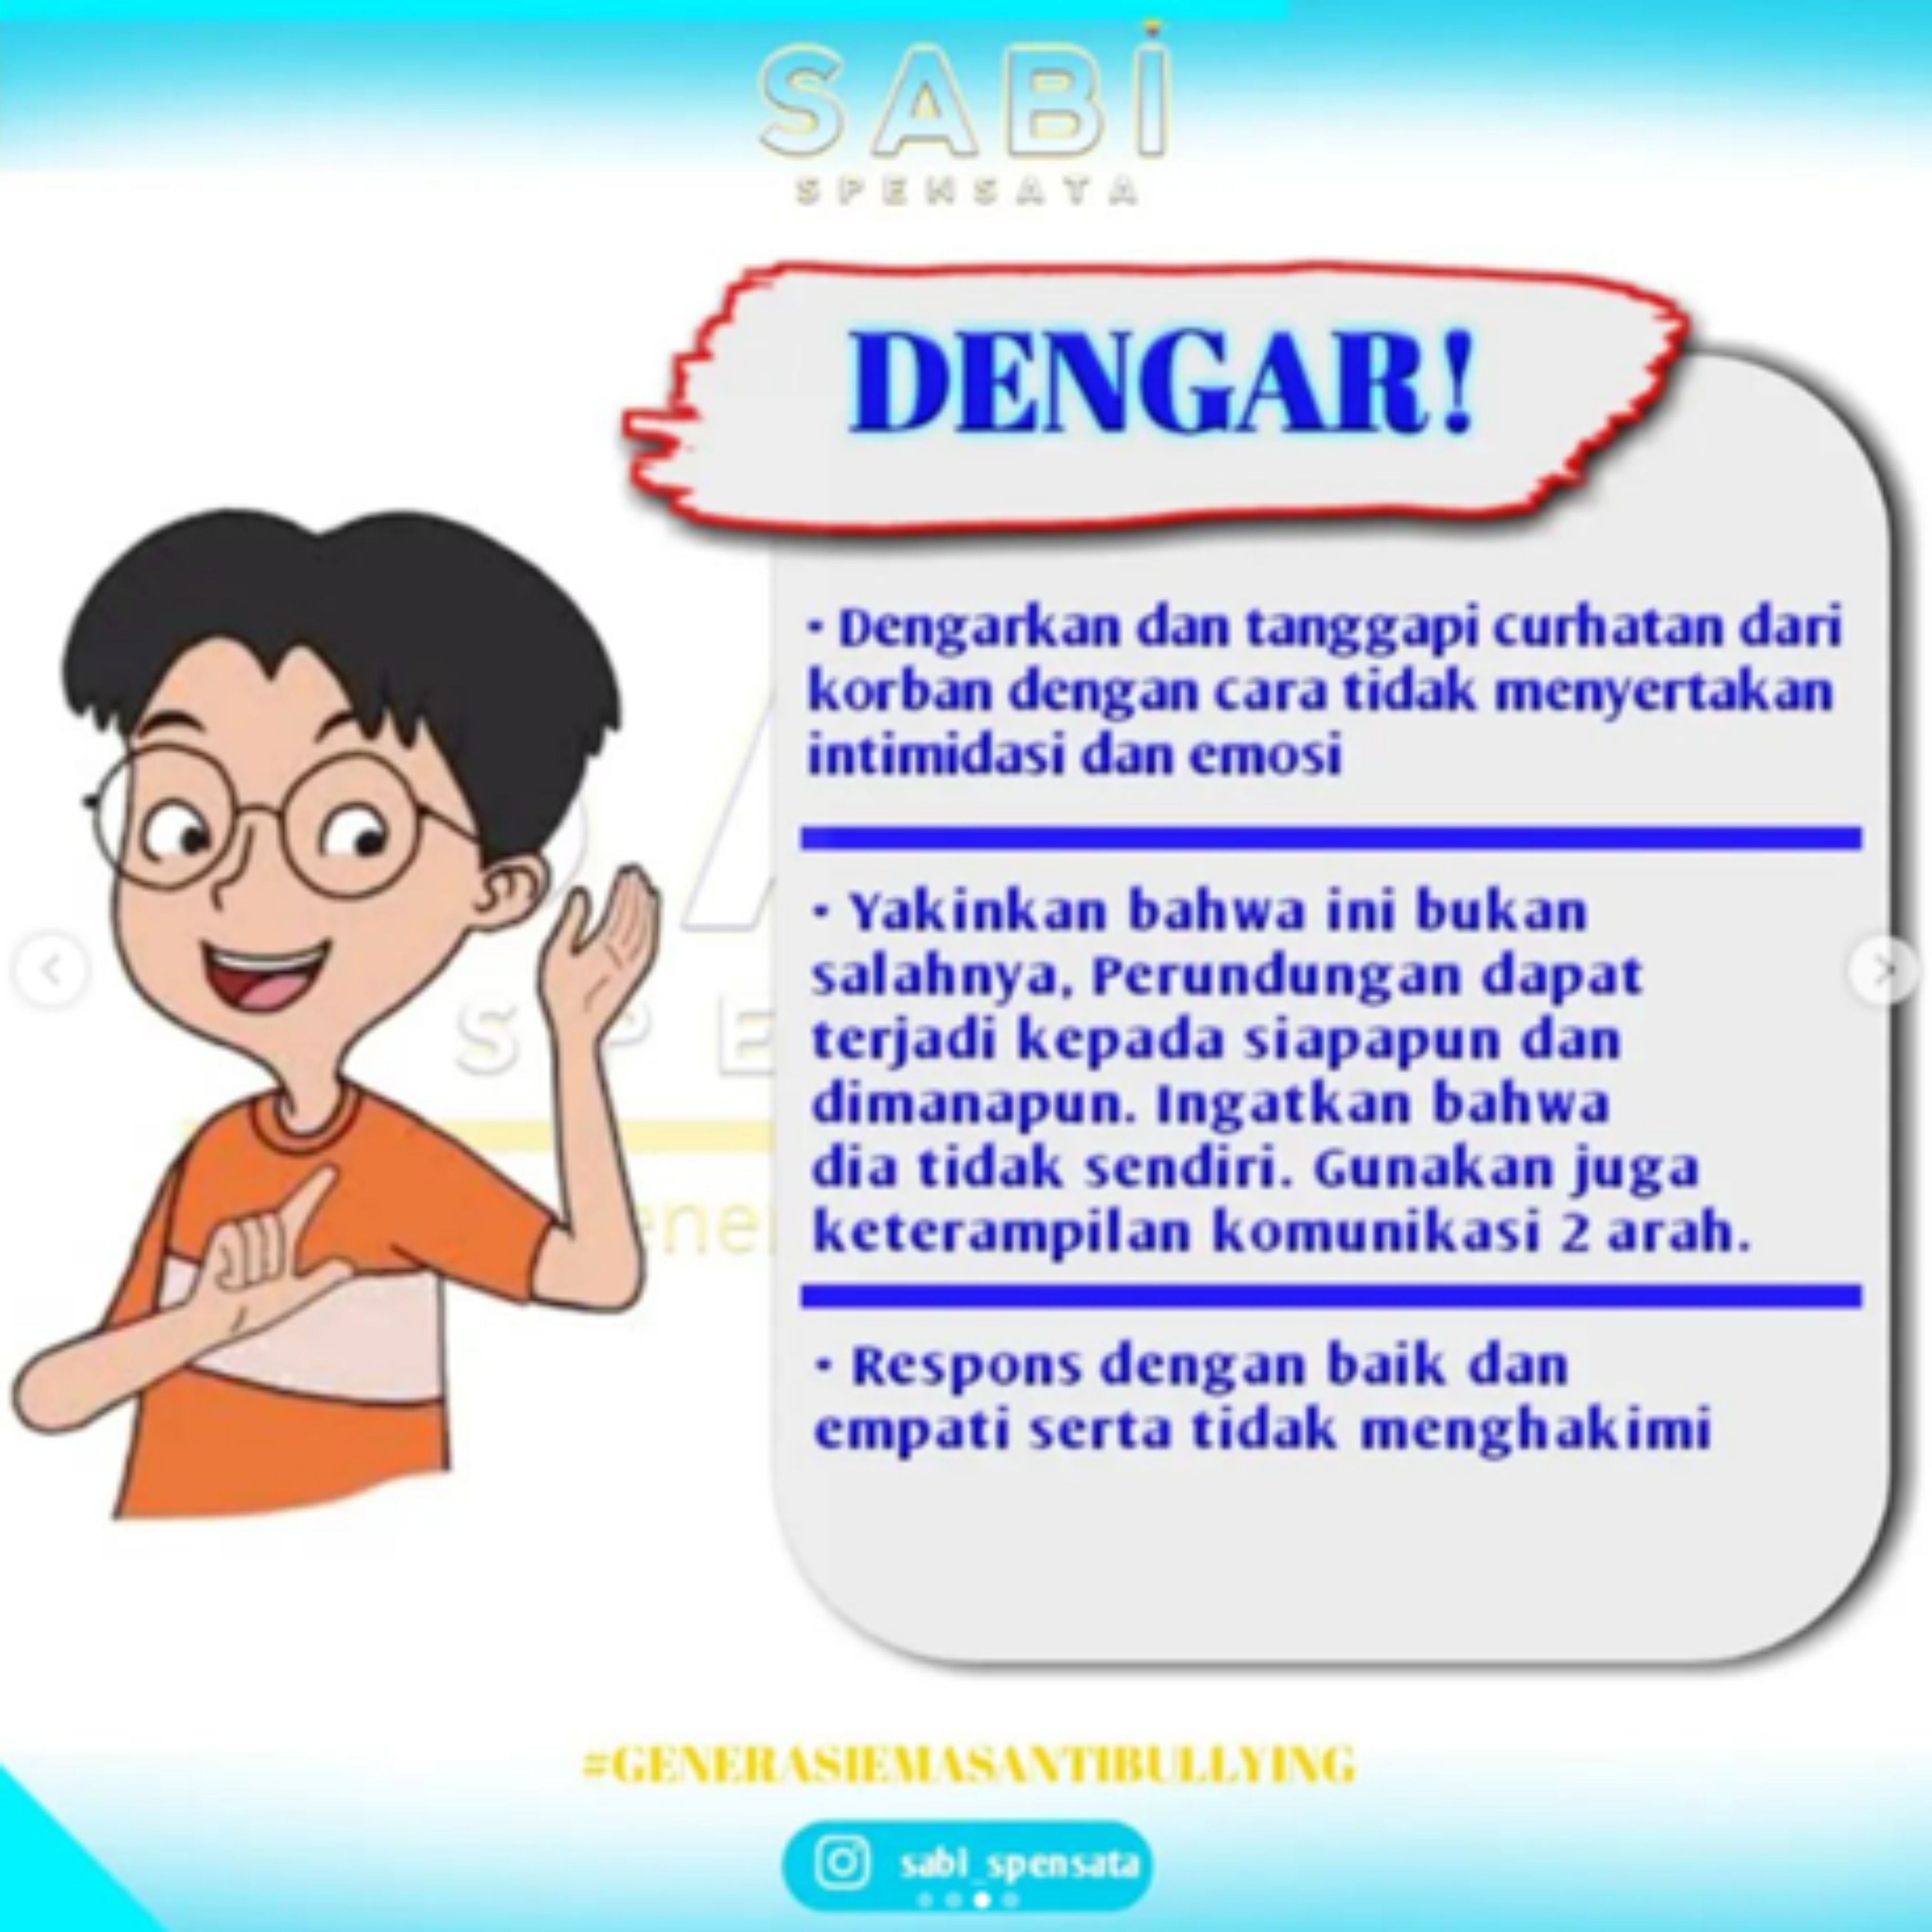 SABI
SPENSATA
DENGAR!
• Dengarkan dan tanggapi curhatan dari
korban dengan cara tidak menyertakan
intimidasi dan emosi
• Yakinkan bahwa ini bukan
salahnya, Perundungan dapat
terjadi kepada siapapun dan
dimanapun. Ingatkan bahwa
dia tidak sendiri. Gunakan juga
keterampilan komunikasi 2 arah.
• Respons dengan baik dan
empati serta tidak menghakimi
#GENERASIEMASANTIBULLYING
sabi_spensata